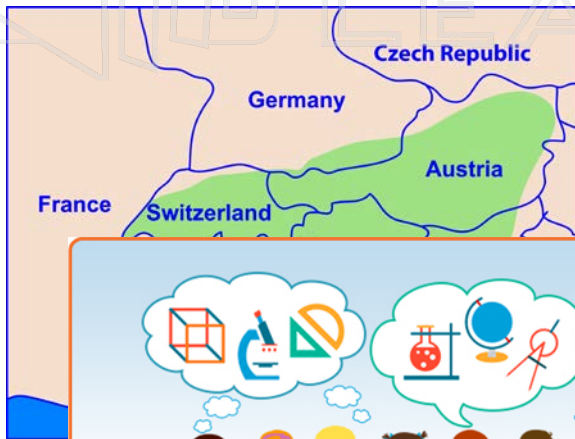 Czech Republic
Germany
Austria
France
Switzerland